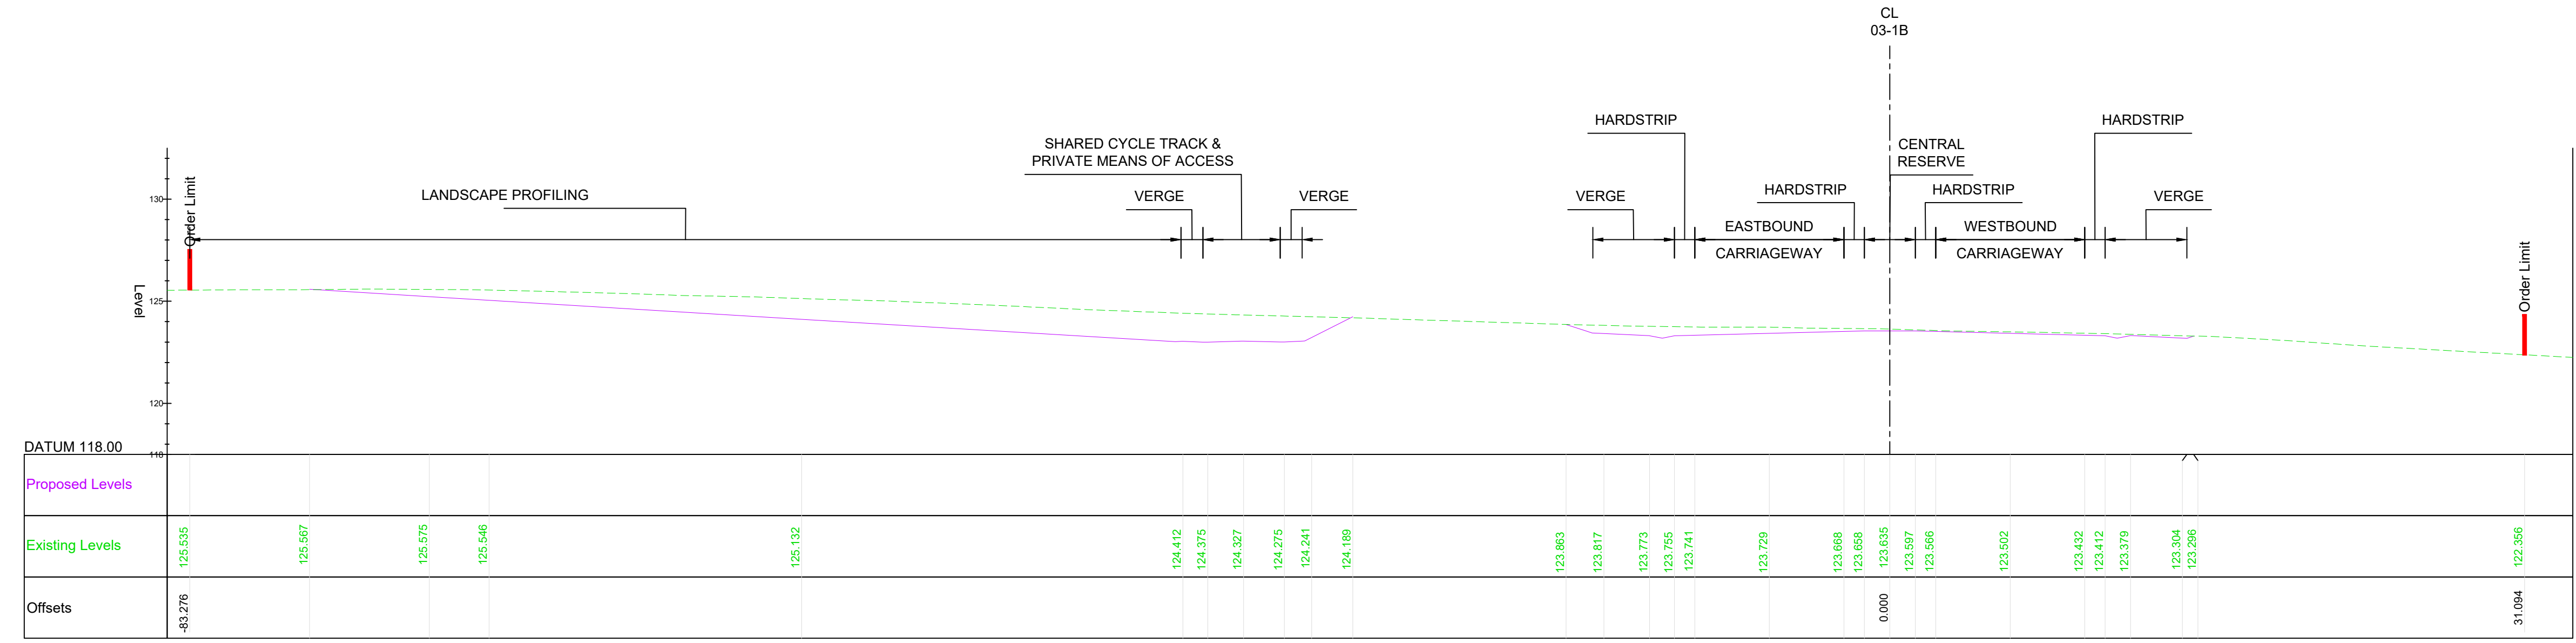 CL
03-1B
HARDSTRIP
HARDSTRIP
SHARED CYCLE TRACK &
PRIVATE MEANS OF ACCESS
CENTRAL
RESERVE
LANDSCAPE PROFILING
VERGE
VERGE
VERGE
HARDSTRIP
HARDSTRIP
VERGE
EASTBOUND
CARRIAGEWAY
WESTBOUND
CARRIAGEWAY
Order Limit
Order Limit
Level
130
125
120
118
DATUM 118.00
Proposed Levels
Existing Levels
125.535
125.567
125.575
125.546
125.132
124.412
124.375
124.327
124.275
124.241
124.189
123.863
123.817
123.773
123.755
123.741
123.729
123.668
123.658
123.635
123.597
123.566
123.502
123.432
123.412
123.379
123.304
123.296
122.356
Offsets
-83.276
0.000
31.094